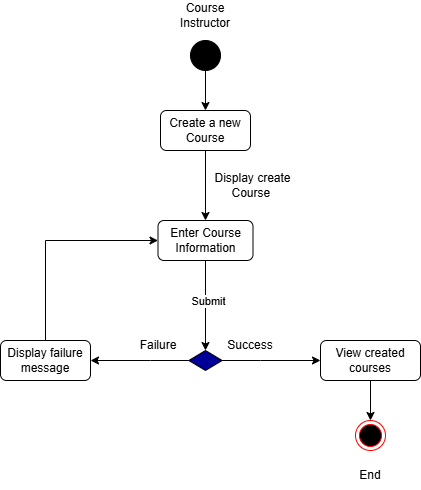 Course
Instructor
Create a new
Course
Display create
Course
Enter Course
Information
Submit
Failure
Success
Display failure
message
View created
courses
End